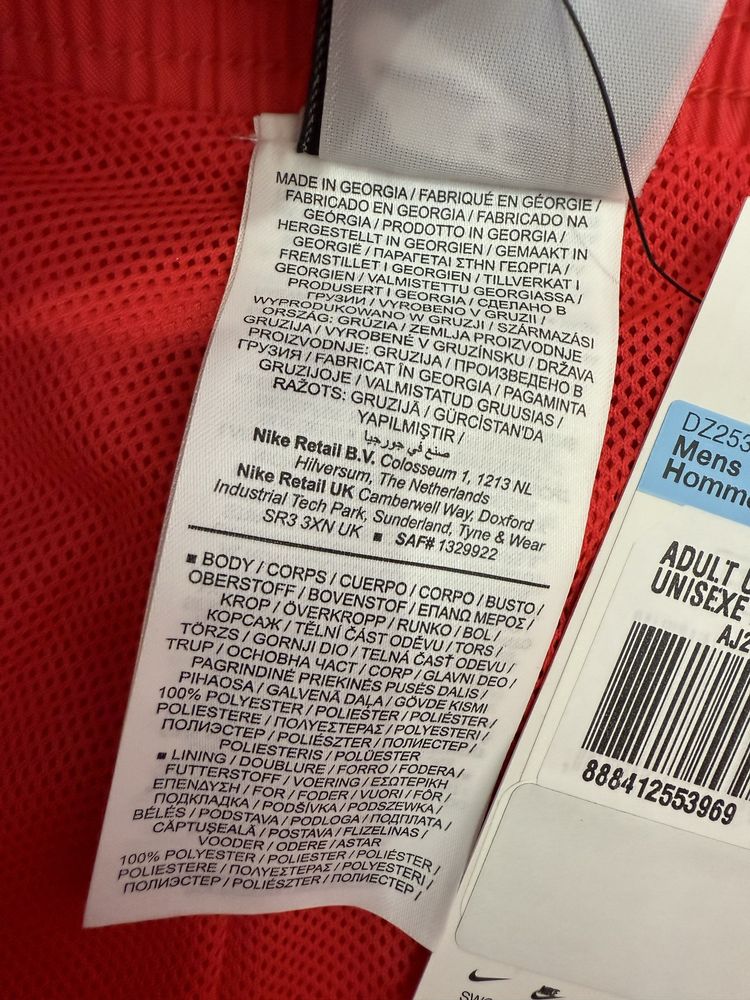 MADE IN GEORGIA / FABRIQUÉ EN GÉORGIE /
FABRICADO EN GEORGIA / FABRICADO NA
GEÓRGIA / PRODOTTO IN GEORGIA /
HERGESTELLT IN GEORGIEN / GEMAAKT IN
GEORGIË / ΠΑΡΑΓΕΤΑΙ ΣΤΗΝ ΓΕΩΡΓΙΑ /
FREMSTILLET I GEORGIEN / TILLVERKAT I
GEORGIEN / VALMISTETTU GEORGIASSA /
PRODUSERT I GEORGIA / СДЕЛАНО В
ГРУЗИИ / VYROBENO V GRUZII /
WYPRODUKOWANO W GRUZJI / SZÁRMAZÁSI
ORSZÁG: GRÚZIA / ZEMLJA PROIZVODNJE
GRUZIJA / VYROBENÉ V GRUZÍNSKU / DRŽAVA
PROIZVODNJE: GRUZIJA / ПРОИЗВЕДЕНО В
ГРУЗИЯ / FABRICAT ÎN GEORGIA / PAGAMINTA
GRUZIJOJE / VALMISTATUD GRUUSIAS /
RAŽOTS: GRUZIJĀ / GÜRCİSTAN'DA
YAPILMIŞTIR /
صنع في جورجيا
Nike Retail B.V. Colosseum 1, 1213 NL
Hilversum, The Netherlands
Nike Retail UK Camberwell Way, Doxford
Industrial Tech Park, Sunderland, Tyne & Wear
SR3 3XN UK ■ SAF# 1329922
■ BODY / CORPS / CUERPO / CORPO / BUSTO /
OBERSTOFF / BOVENSTOF / ΕΠΑΝΩ ΜΕΡΟΣ /
KROP / ÖVERKROPP / RUNKO / BOL /
КОРСАЖ / TĚLNÍ ČÁST ODĚVU / TORS /
TÖRZS / GORNJI DIO / TELNÁ ČASŤ ODEVU /
TRUP / ОСНОВНА ЧАСТ / CORP / GLAVNI DEO /
PAGRINDINĖ PRIEKINĖS PUSĖS DALIS /
PIHAOSA / GALVENĀ DAĻA / GÖVDE KISMI
100% POLYESTER / POLIÉSTER / POLIÉSTER /
POLIESTERE / ΠΟΛΥΕΣΤΕΡΑΣ / POLYESTERI /
ПОЛИЭСТЕР / POLIÉSZTER / ПОЛИЕСТЕР /
POLIESTERIS / POLÜESTER
■ LINING / DOUBLURE / FORRO / FODERA /
FUTTERSTOFF / VOERING / ΕΣΩΤΕΡΙΚΗ
ΕΠΕΝΔΥΣΗ / FOR / FODER / VUORI / FÔR /
ПОДКЛАДКА / PODŠÍVKA / PODSZEWKA /
BÉLÉS / PODSTAVA / PODLOGA / ПОДПЛАТА /
CĂPTUȘEALĂ / POSTAVA / FLIZELINAS /
VOODER / ODERE / ASTAR
100% POLYESTER / POLIESTER / POLIÉSTER /
POLIESTERE / ΠΟΛΥΕΣΤΕΡΑΣ / POLYESTERI /
ПОЛИЭСТЕР / POLIÉSZTER / ПОЛИЕСТЕР /
DZ253
Mens
Homme
ADULT U
UNISEXE
AJ2
888412553969